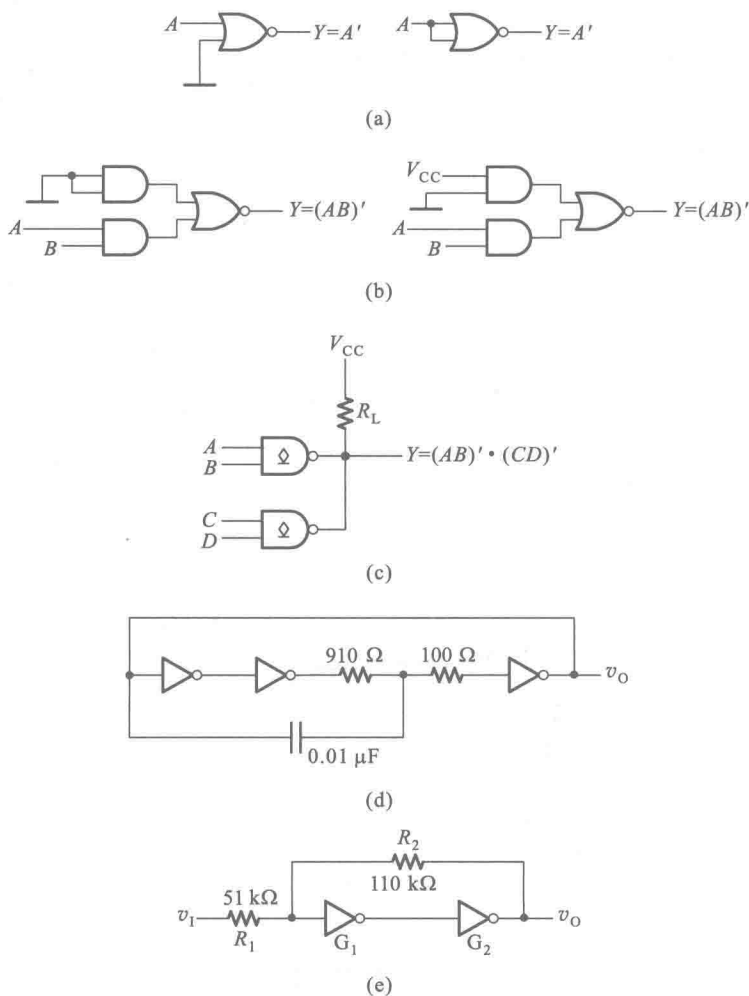 A Y=A′ A Y=A′
(a)
Y=(AB)′ V_CC Y=(AB)′
A A
B B
(b)
V_CC
R_L
A
B
Y=(AB)′ • (CD)′
C
D
(c)
910 Ω 100 Ω
v_O
0.01 μF
(d)
R_2
51 kΩ 110 kΩ
v_I v_O
R_1 G_1 G_2
(e)